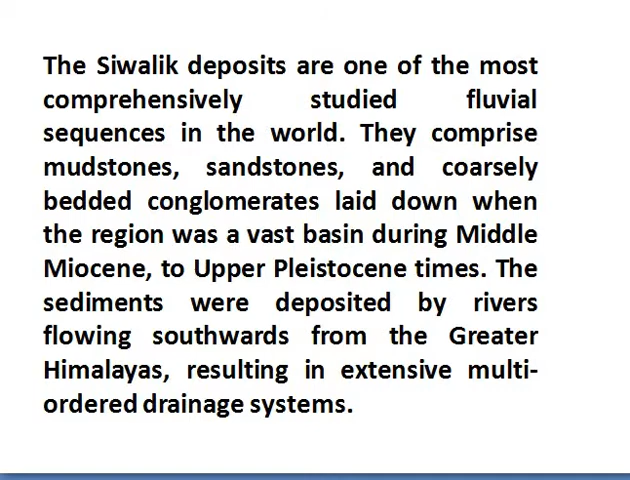 The Siwalik deposits are one of the most
comprehensively studied fluvial
sequences in the world. They comprise
mudstones, sandstones, and coarsely
bedded conglomerates laid down when
the region was a vast basin during Middle
Miocene, to Upper Pleistocene times. The
sediments were deposited by rivers
flowing southwards from the Greater
Himalayas, resulting in extensive multi-
ordered drainage systems.